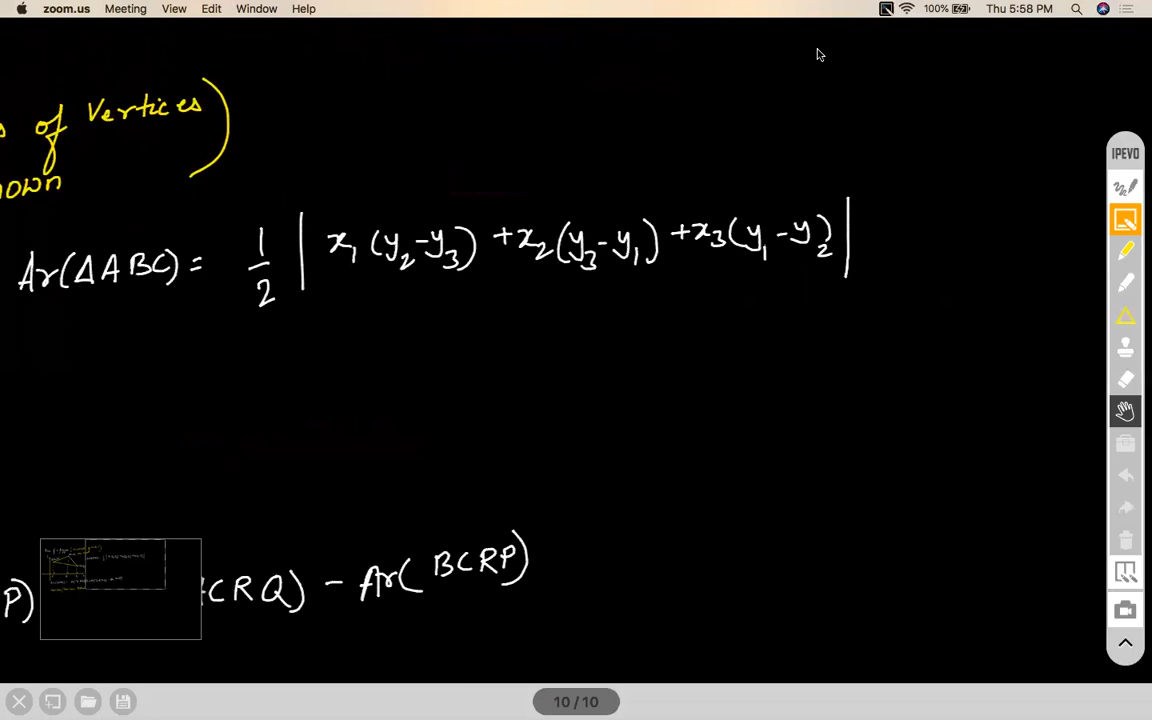 zoom.us Meeting View Edit Window Help 100% Thu 5:58 PM
of Vertices)
IPEVO
Ar(ΔABC) = 1/2 | x₁(y₂-y₃) + x₂(y₃-y₁) + x₃(y₁-y₂) |
P) CRQ) - Ar(BCRP)
10 / 10